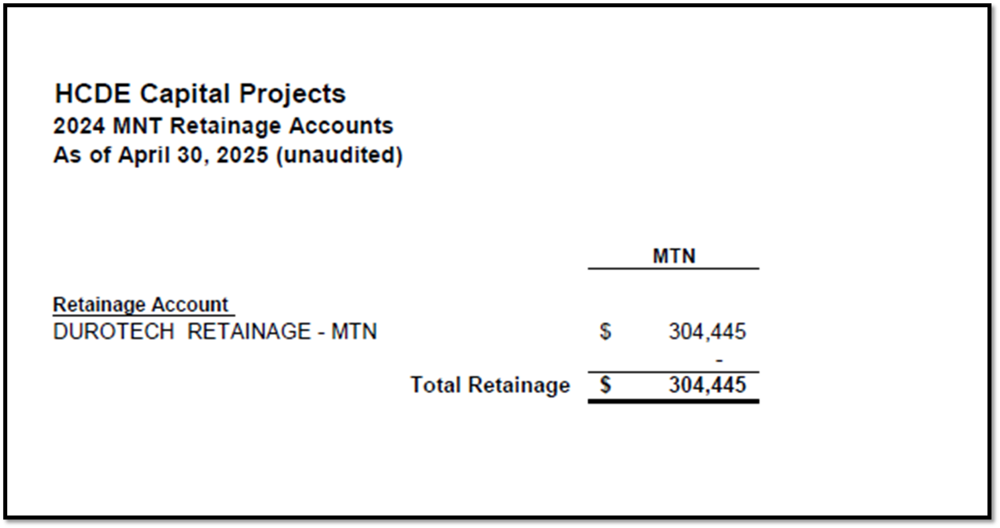 HCDE Capital Projects
2024 MNT Retainage Accounts
As of April 30, 2025 (unaudited)
MTN
Retainage Account
DUROTECH RETAINAGE - MTN $ 304,445
-
Total Retainage $ 304,445